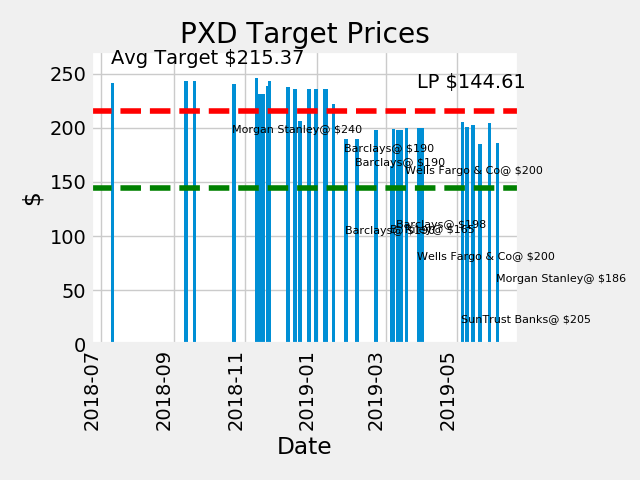 PXD Target Prices
Avg Target $215.37
LP $144.61
250
200
150
100
50
0
$
Morgan Stanley@ $240
Barclays@ $190
Barclays@ $190
Wells Fargo & Co@ $200
Barclays@ $198
Barclays@ $190
@ $165
Wells Fargo & Co@ $200
Morgan Stanley@ $186
SunTrust Banks@ $205
2018-07
2018-09
2018-11
2019-01
2019-03
2019-05
Date